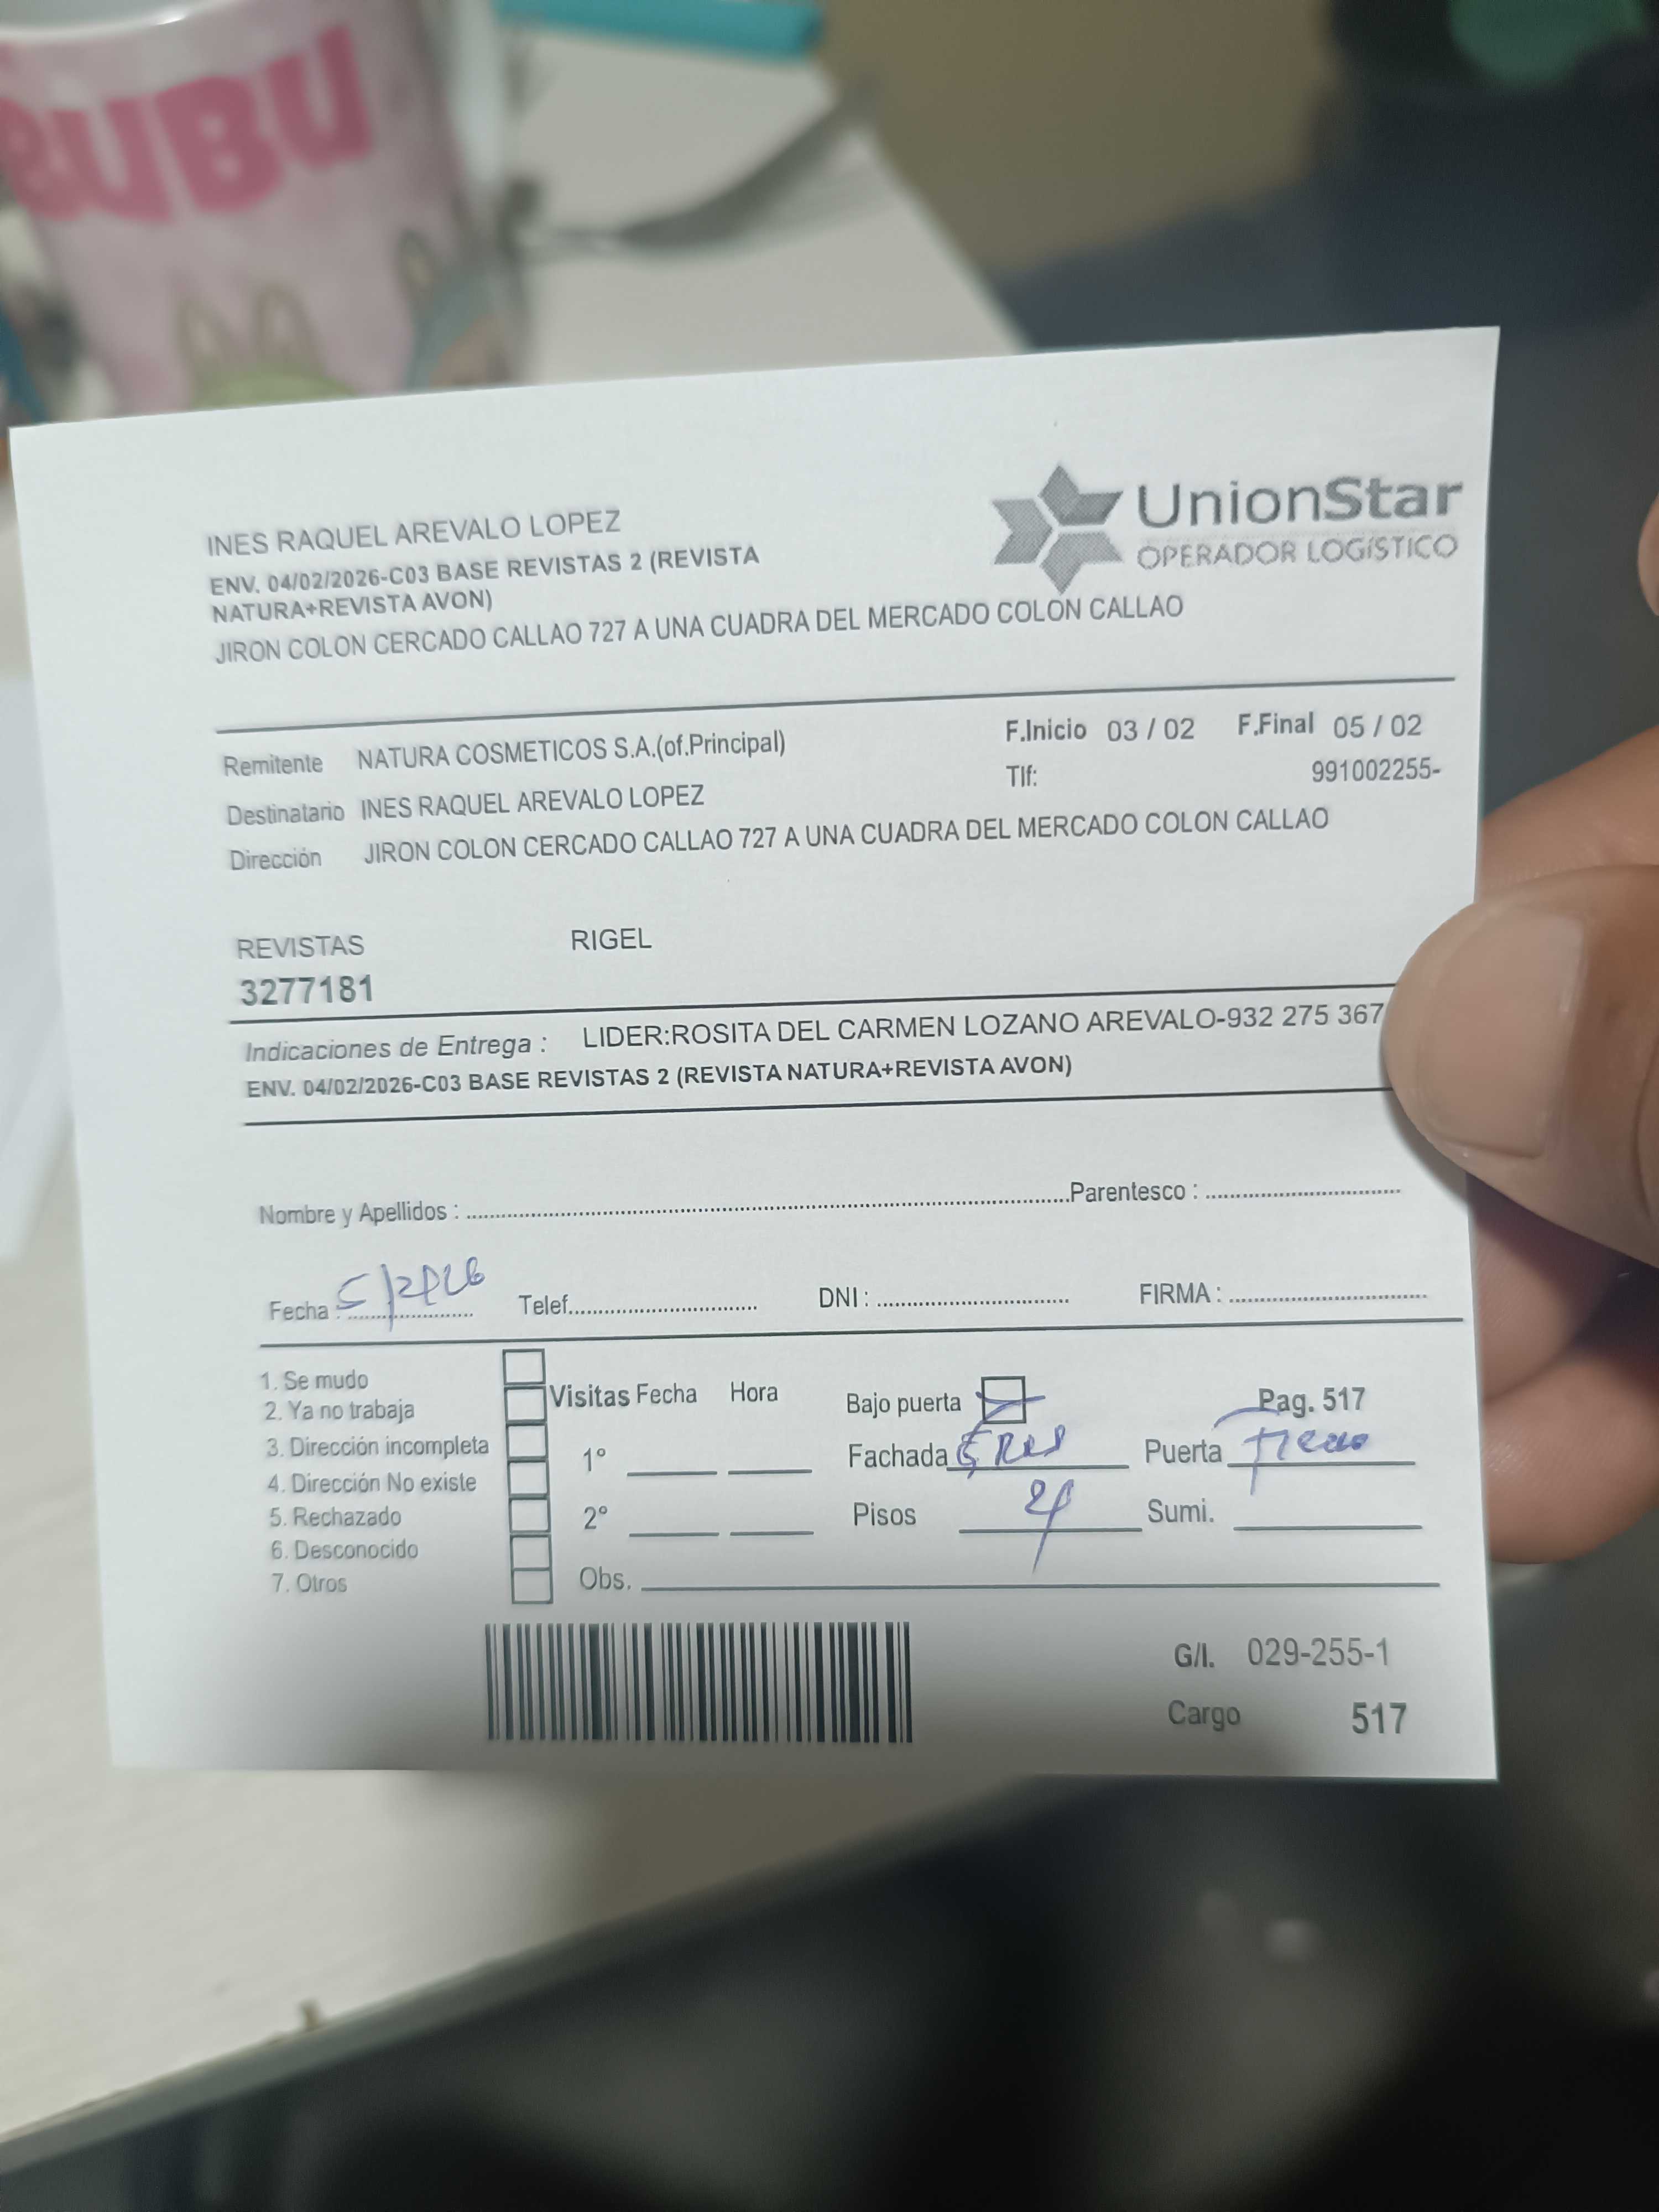 BUBU
INES RAQUEL AREVALO LOPEZ
ENV. 04/02/2026-C03 BASE REVISTAS 2 (REVISTA
NATURA+REVISTA AVON)
JIRON COLON CERCADO CALLAO 727 A UNA CUADRA DEL MERCADO COLON CALLAO
UnionStar
OPERADOR LOGÍSTICO
Remitente NATURA COSMETICOS S.A.(of.Principal) F.Inicio 03 / 02 F.Final 05 / 02
Destinatario INES RAQUEL AREVALO LOPEZ Tlf: 991002255-
Dirección JIRON COLON CERCADO CALLAO 727 A UNA CUADRA DEL MERCADO COLON CALLAO
REVISTAS RIGEL
3277181
Indicaciones de Entrega : LIDER:ROSITA DEL CARMEN LOZANO AREVALO-932 275 367
ENV. 04/02/2026-C03 BASE REVISTAS 2 (REVISTA NATURA+REVISTA AVON)
Nombre y Apellidos : Parentesco :
Fecha : Telef. DNI : FIRMA :
1. Se mudo
2. Ya no trabaja
3. Dirección incompleta
4. Dirección No existe
5. Rechazado
6. Desconocido
7. Otros
Visitas Fecha Hora
1°
2°
Obs.
Bajo puerta Pag. 517
Fachada Puerta
Pisos Sumi.
G/I. 029-255-1
Cargo 517